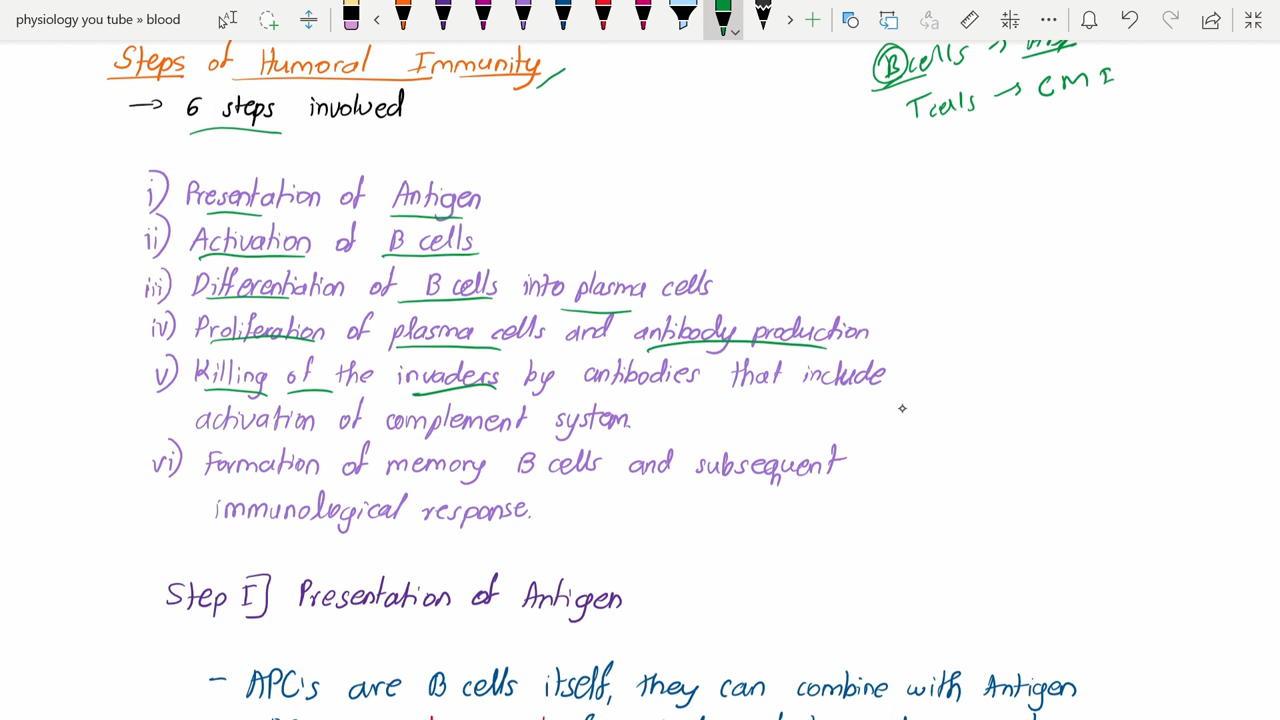 physiology you tube » blood
Steps of Humoral Immunity
B cells →
→ 6 steps involved
T cells → CMI
i) Presentation of Antigen
ii) Activation of B cells
iii) Differentiation of B cells into plasma cells
iv) Proliferation of plasma cells and antibody production
v) Killing of the invaders by antibodies that include
activation of complement system.
vi) Formation of memory B cells and subsequent
immunological response.
Step I] Presentation of Antigen
- APC's are B cells itself, they can combine with Antigen